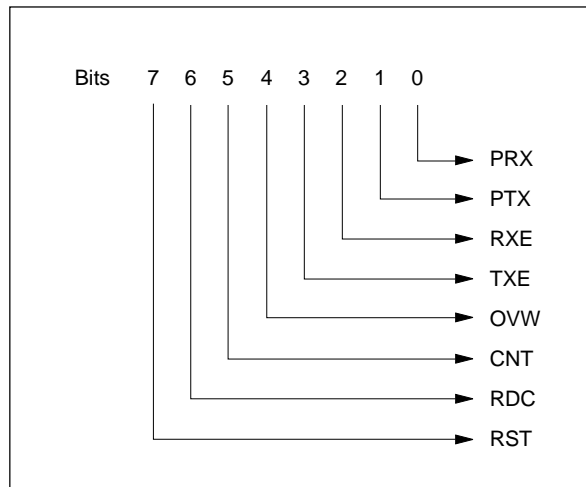 Bits 7 6 5 4 3 2 1 0
PRX
PTX
RXE
TXE
OVW
CNT
RDC
RST